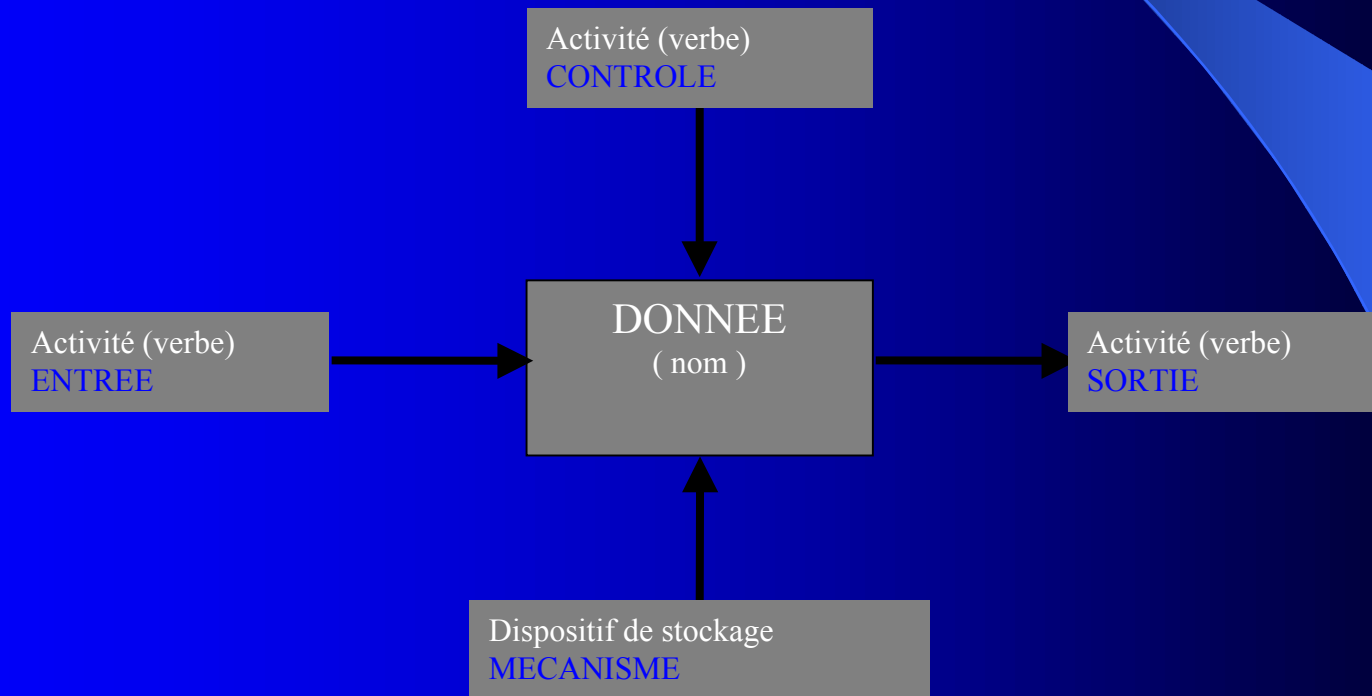 Activité (verbe)
CONTROLE
DONNEE
( nom )
Activité (verbe)
ENTREE
Activité (verbe)
SORTIE
Dispositif de stockage
MECANISME